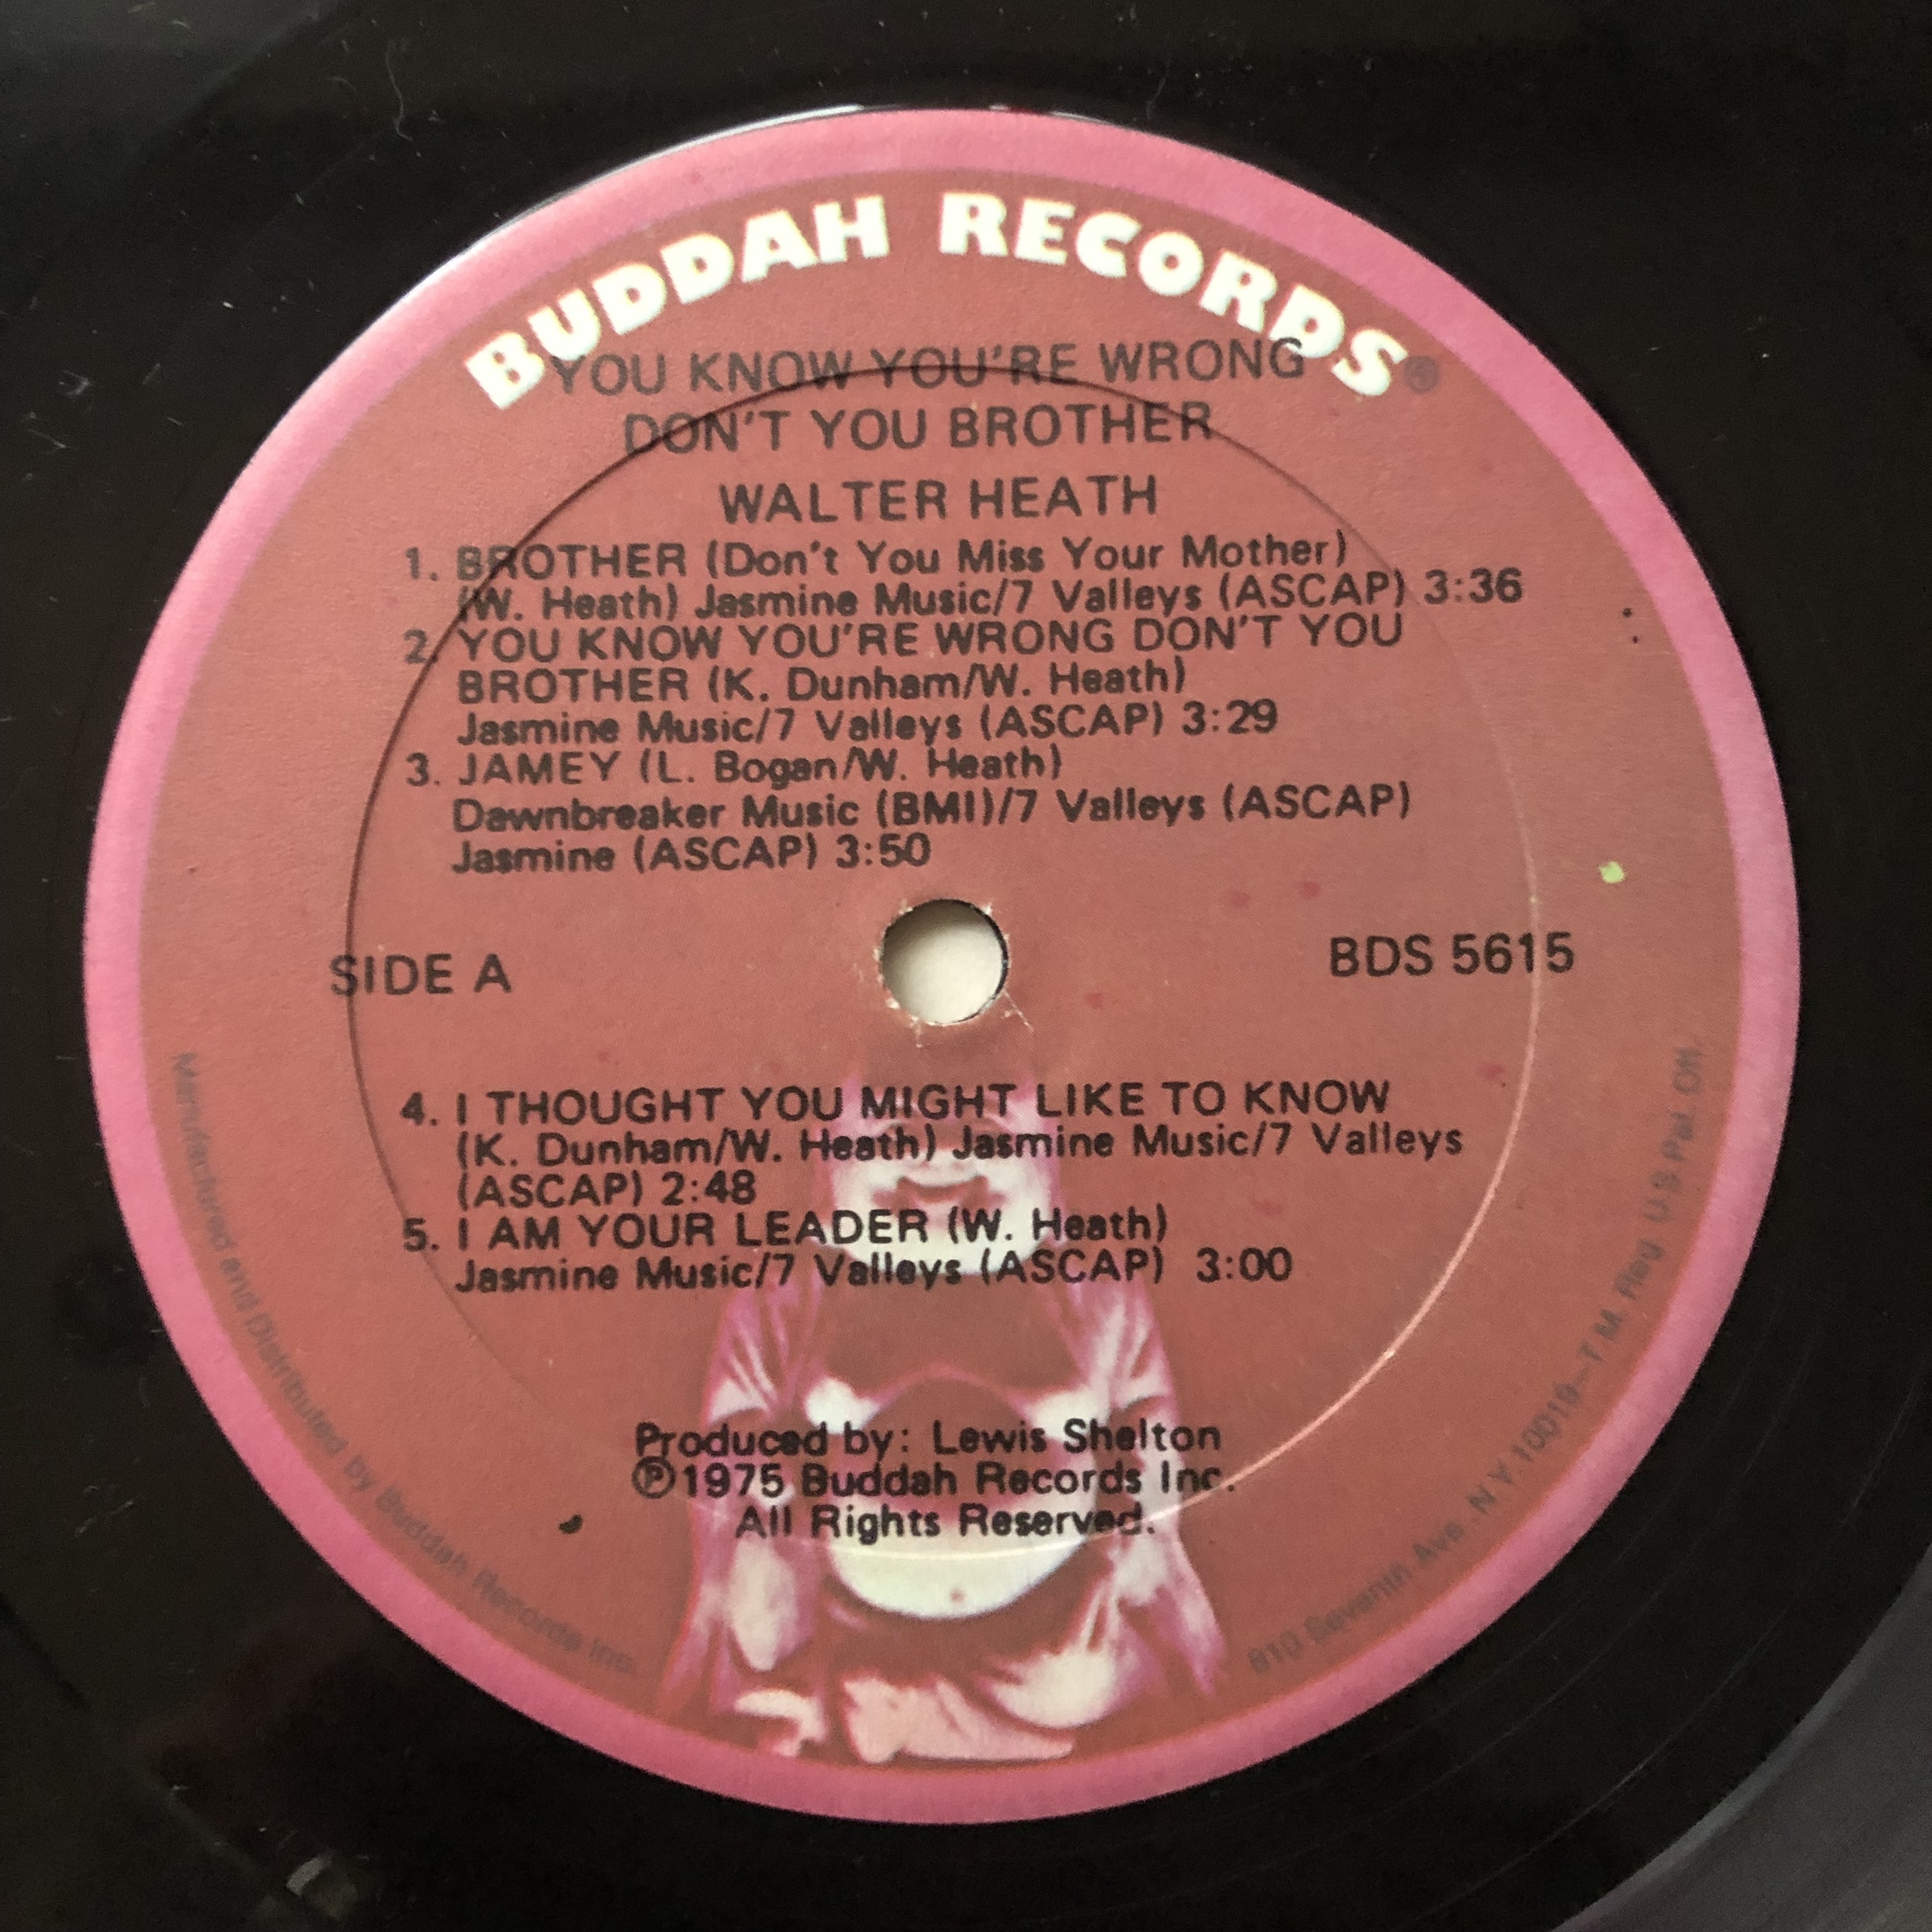 BUDDAH RECORDS®
YOU KNOW YOU'RE WRONG
DON'T YOU BROTHER
WALTER HEATH
1. BROTHER (Don't You Miss Your Mother)
(W. Heath) Jasmine Music/7 Valleys (ASCAP) 3:36
2. YOU KNOW YOU'RE WRONG DON'T YOU
BROTHER (K. Dunham/W. Heath)
Jasmine Music/7 Valleys (ASCAP) 3:29
3. JAMEY (L. Bogan/W. Heath)
Dawnbreaker Music (BMI)/7 Valleys (ASCAP)
Jasmine (ASCAP) 3:50
SIDE A
BDS 5615
4. I THOUGHT YOU MIGHT LIKE TO KNOW
(K. Dunham/W. Heath) Jasmine Music/7 Valleys
(ASCAP) 2:48
5. I AM YOUR LEADER (W. Heath)
Jasmine Music/7 Valleys (ASCAP) 3:00
Produced by: Lewis Shelton
Ⓟ1975 Buddah Records Inc.
All Rights Reserved.
Manufactured and Distributed by Buddah Records Inc.
810 Seventh Ave., N.Y. 10019—T.M. Reg U.S. Pat. Off.